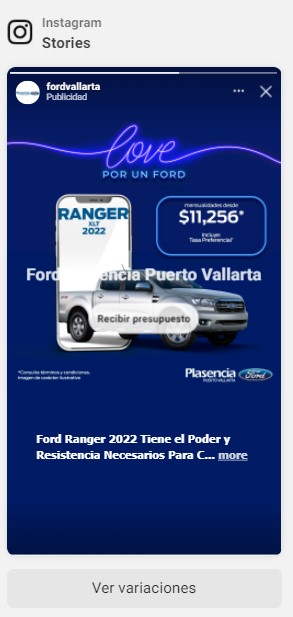 Instagram
Stories
fordvallarta
Publicidad
love
POR UN FORD
RANGER
XLT
2022
mensualidades desde
$11,256*
Incluyen
Tasa Preferencial*
Ford Plasencia Puerto Vallarta
Recibir presupuesto
*Consulta términos y condiciones.
Imagen de carácter ilustrativo.
Plasencia
PUERTO VALLARTA
Ford
Ford Ranger 2022 Tiene el Poder y
Resistencia Necesarios Para C... more
Ver variaciones